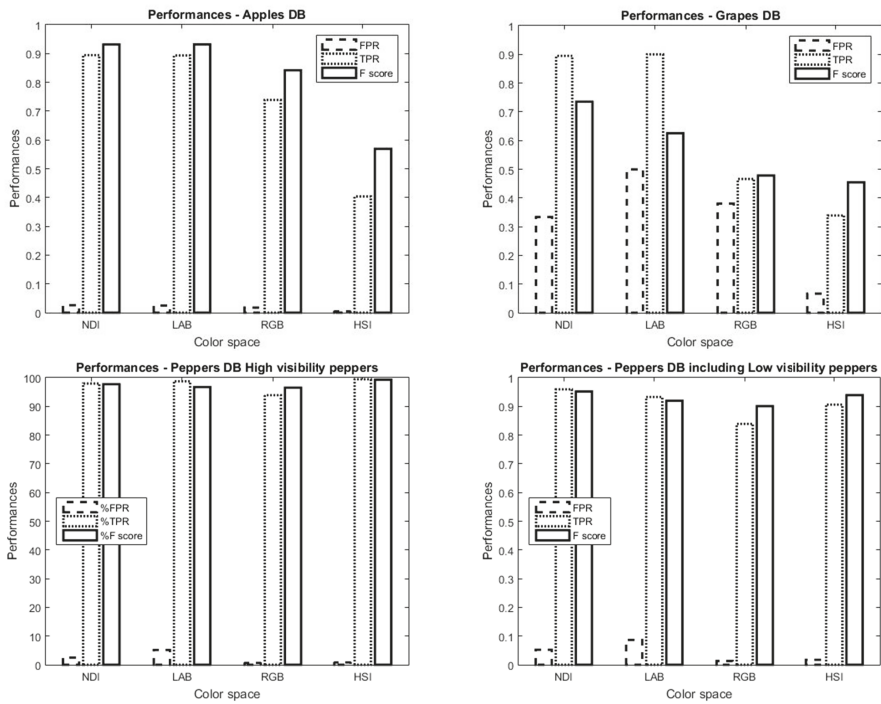 Performances - Apples DB
1
0.9
0.8
0.7
0.6
0.5
0.4
0.3
0.2
0.1
0
Performances
FPR
TPR
F score
NDI LAB RGB HSI
Color space
Performances - Grapes DB
1
0.9
0.8
0.7
0.6
0.5
0.4
0.3
0.2
0.1
0
Performances
FPR
TPR
F score
NDI LAB RGB HSI
Color space
Performances - Peppers DB High visibility peppers
100
90
80
70
60
50
40
30
20
10
0
Performances
%FPR
%TPR
%F score
NDI LAB RGB HSI
Color space
Performances - Peppers DB including Low visibility peppers
1
0.9
0.8
0.7
0.6
0.5
0.4
0.3
0.2
0.1
0
Performances
FPR
TPR
F score
NDI LAB RGB HSI
Color space